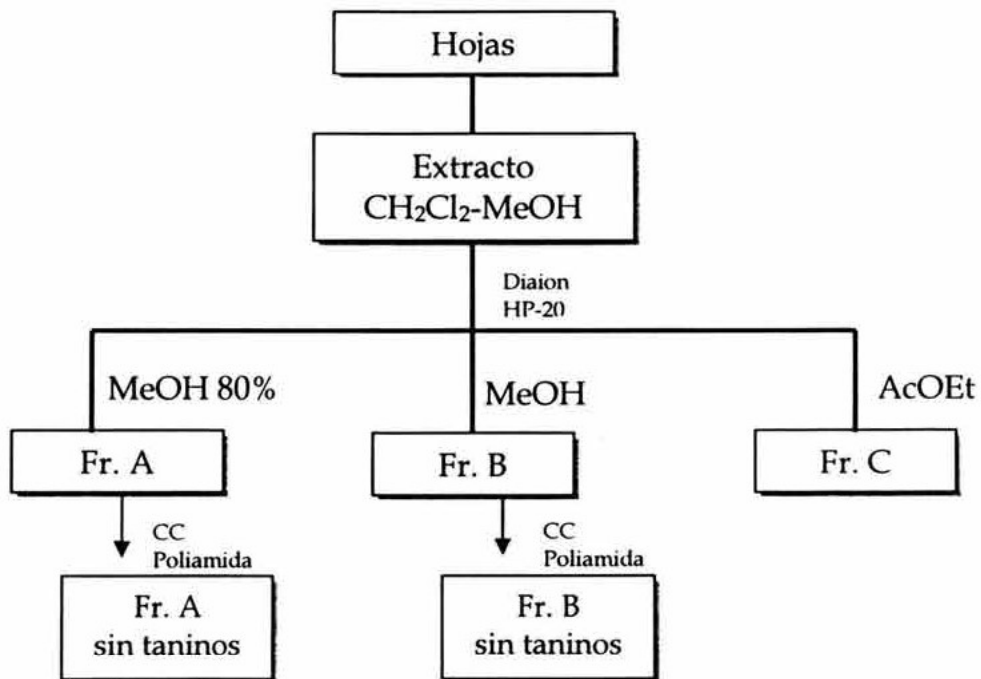 Hojas
Extracto
CH₂Cl₂-MeOH
Diaion
HP-20
MeOH 80%
MeOH
AcOEt
Fr. A
Fr. B
Fr. C
CC
Poliamida
CC
Poliamida
Fr. A
sin taninos
Fr. B
sin taninos